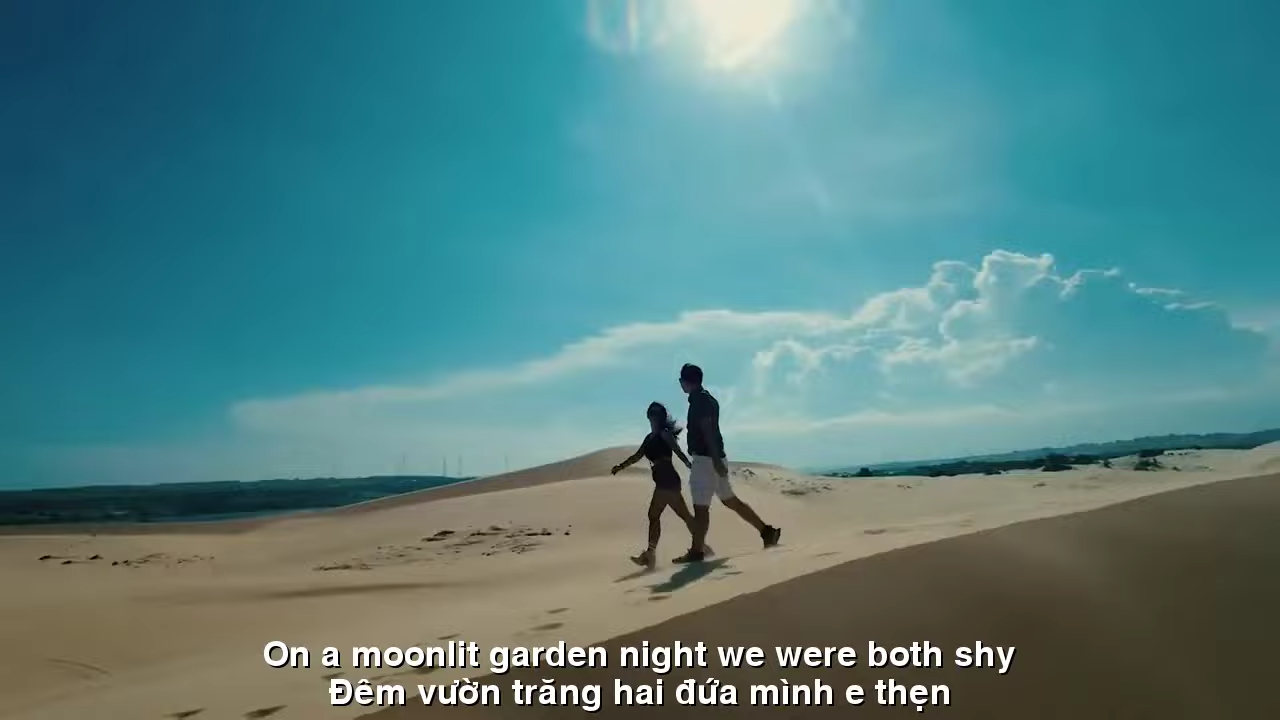 On a moonlit garden night we were both shy
Đêm vườn trăng hai đứa mình e thẹn